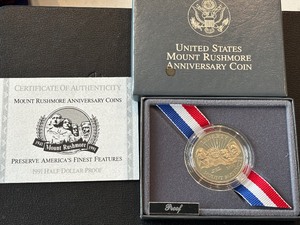 UNITED STATES
MOUNT RUSHMORE
ANNIVERSARY COIN
CERTIFICATE OF AUTHENTICITY
MOUNT RUSHMORE ANNIVERSARY COINS
Mount Rushmore
PRESERVE AMERICA'S FINEST FEATURES
1991 HALF DOLLAR PROOF
Proof